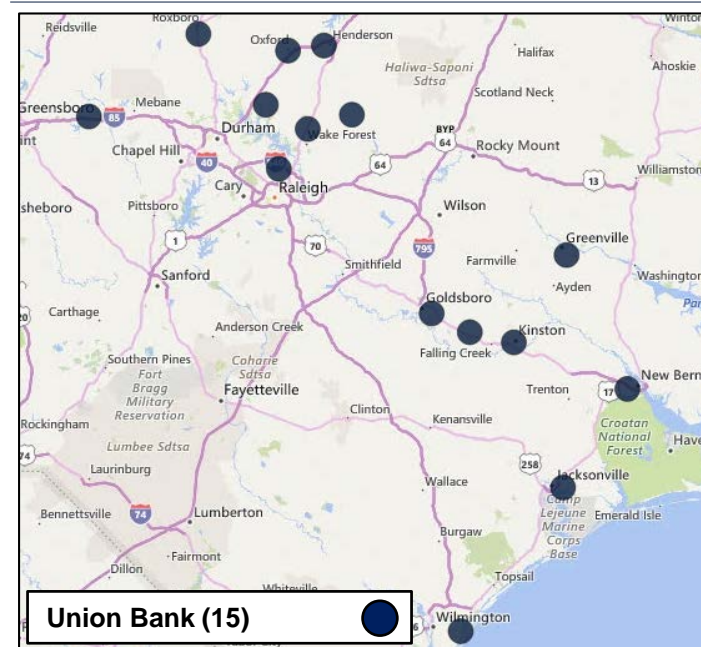 Reidsville
Roxboro
Oxford
Henderson
Halifax
Winton
Ahoskie
Haliwa-Saponi
Sdtsa
Scotland Neck
Greensboro
85
Mebane
Durham
Wake Forest
BYP
64
Rocky Mount
Chapel Hill
40
64
Williamston
13
Cary
Raleigh
sheboro
Pittsboro
Wilson
1
70
795
Greenville
Farmville
Smithfield
Washington
Sanford
Ayden
Goldsboro
Carthage
Anderson Creek
Falling Creek
Kinston
Southern Pines
Fort
Bragg
Military
Reservation
Coharie
Sdtsa
Fayetteville
New Bern
Trenton
17
Clinton
Kenansville
Croatan
National
Forest
Rockingham
74
Lumbee Sdtsa
Laurinburg
258
Jacksonville
Wallace
Camp
Lejeune
Marine
Corps
Base
Emerald Isle
Bennettsville
74
Lumberton
Burgaw
Fairmont
Dillon
Topsail
Whiteville
Wilmington
Union Bank (15)